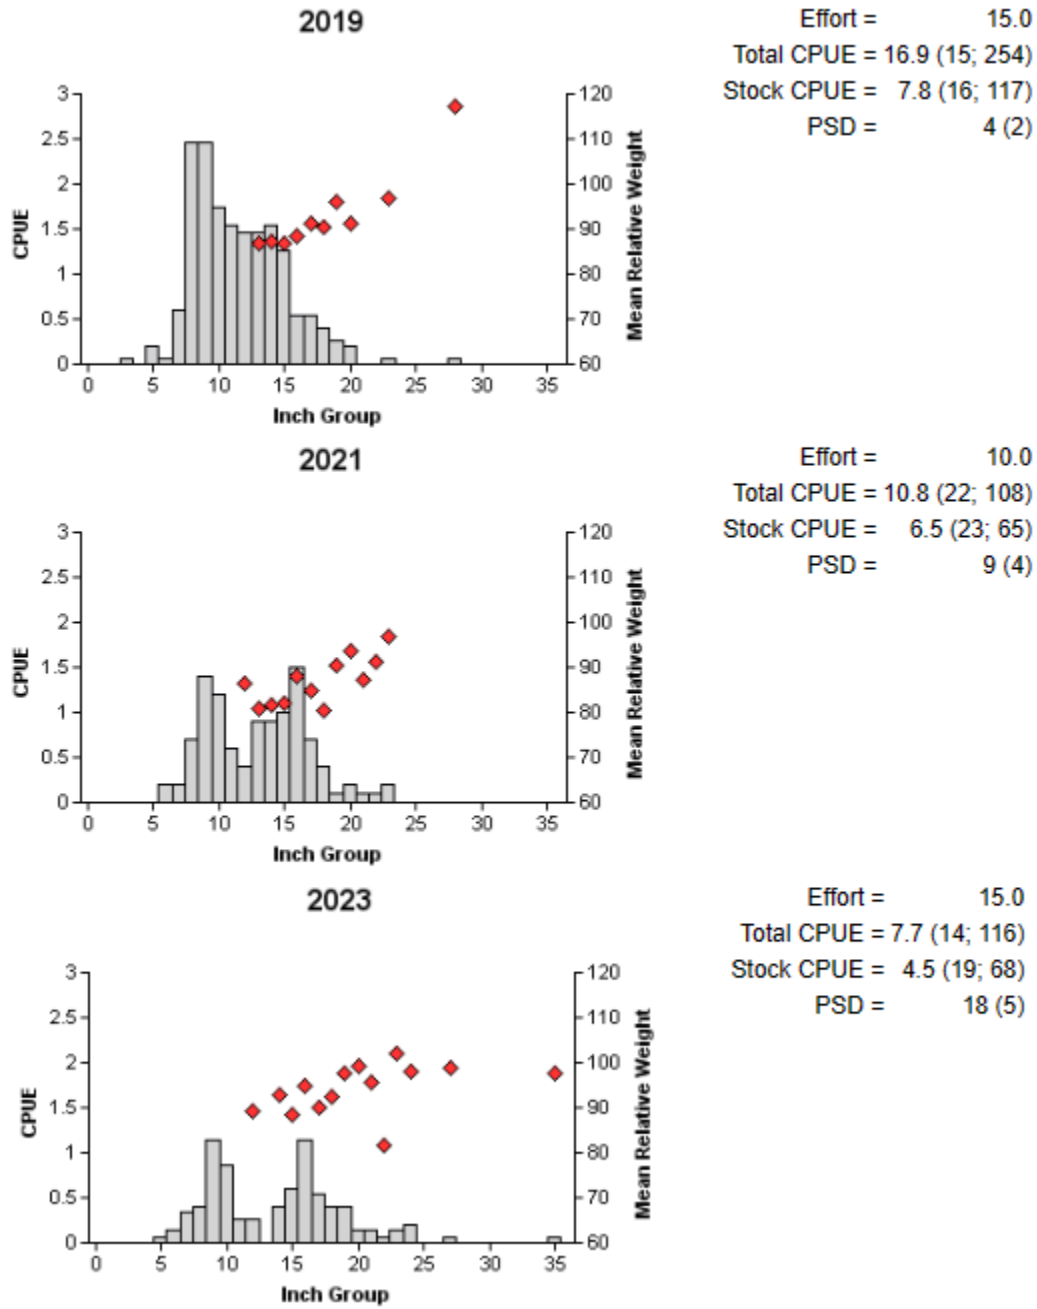 2019
Effort = 15.0
Total CPUE = 16.9 (15; 254)
Stock CPUE = 7.8 (16; 117)
PSD = 4 (2)
3
2.5
2
1.5
1
0.5
0
CPUE
120
110
100
90
80
70
60
Mean Relative Weight
0 5 10 15 20 25 30 35
Inch Group
2021
Effort = 10.0
Total CPUE = 10.8 (22; 108)
Stock CPUE = 6.5 (23; 65)
PSD = 9 (4)
3
2.5
2
1.5
1
0.5
0
CPUE
120
110
100
90
80
70
60
Mean Relative Weight
0 5 10 15 20 25 30 35
Inch Group
2023
Effort = 15.0
Total CPUE = 7.7 (14; 116)
Stock CPUE = 4.5 (19; 68)
PSD = 18 (5)
3
2.5
2
1.5
1
0.5
0
CPUE
120
110
100
90
80
70
60
Mean Relative Weight
0 5 10 15 20 25 30 35
Inch Group